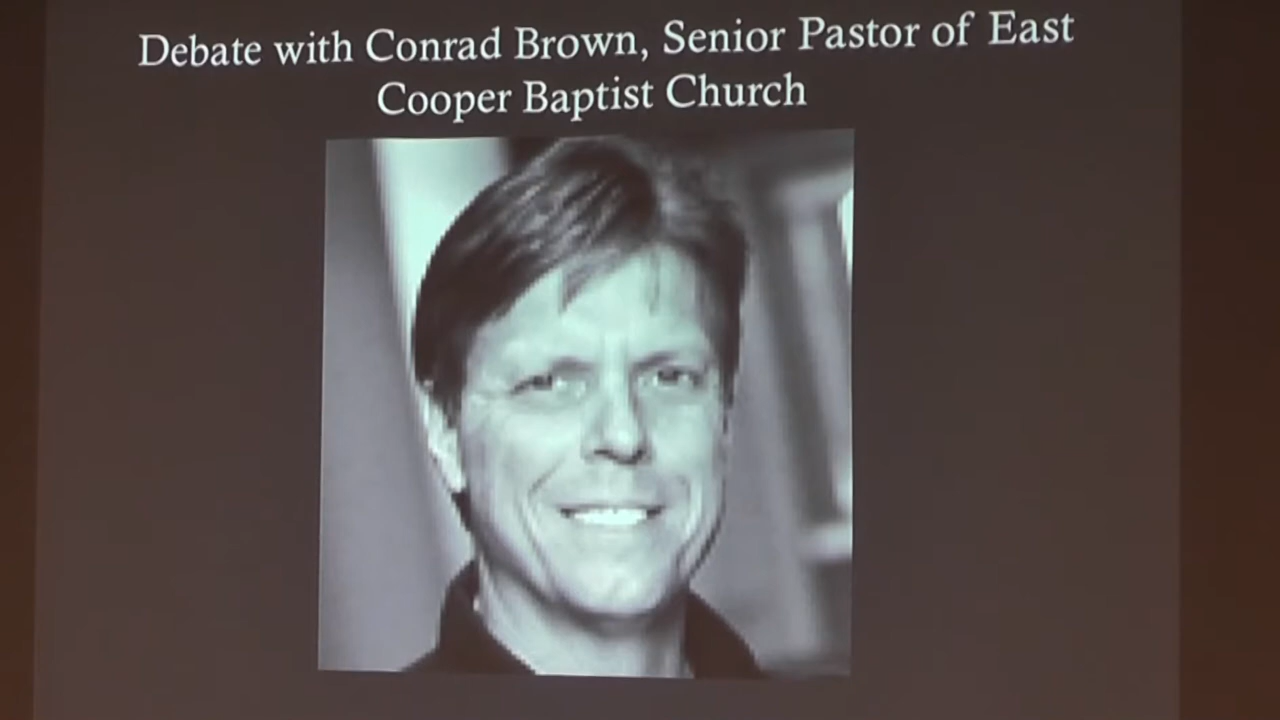 Debate with Conrad Brown, Senior Pastor of East
Cooper Baptist Church